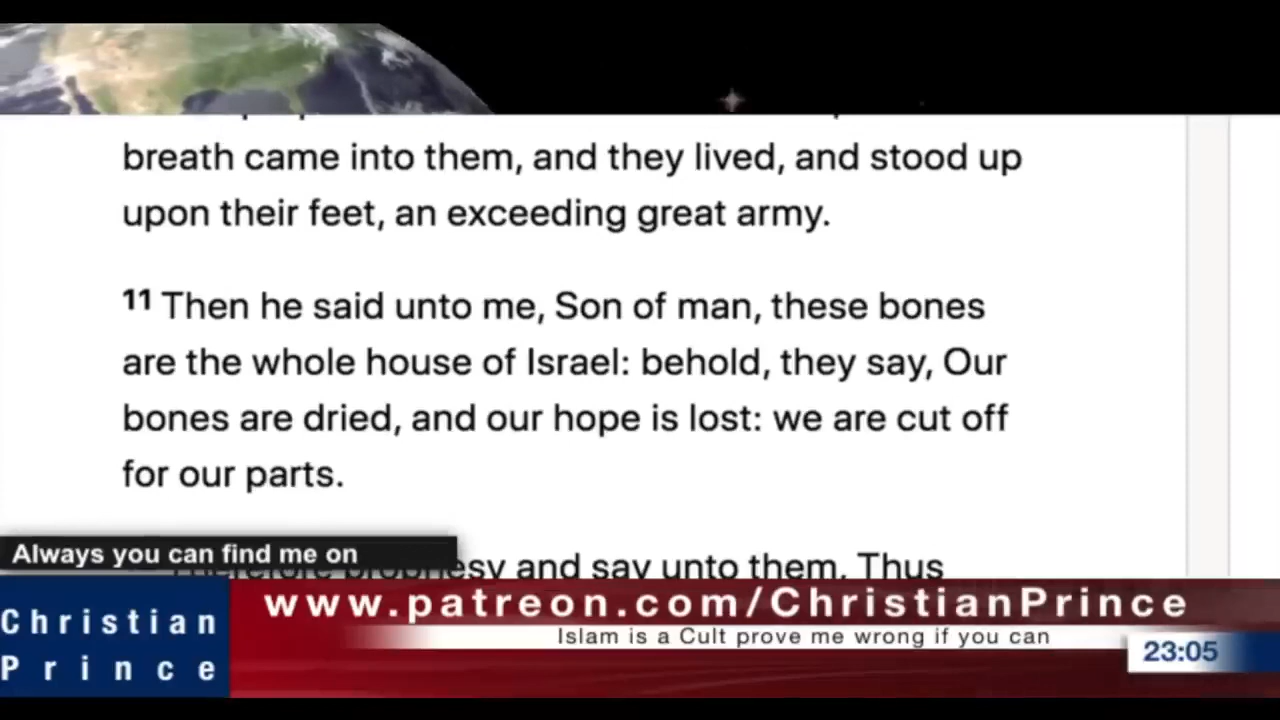 breath came into them, and they lived, and stood up
upon their feet, an exceeding great army.
11 Then he said unto me, Son of man, these bones
are the whole house of Israel: behold, they say, Our
bones are dried, and our hope is lost: we are cut off
for our parts.
Therefore prophesy and say unto them, Thus
Always you can find me on
www.patreon.com/ChristianPrince
Christian
Prince
Islam is a Cult prove me wrong if you can
23:05